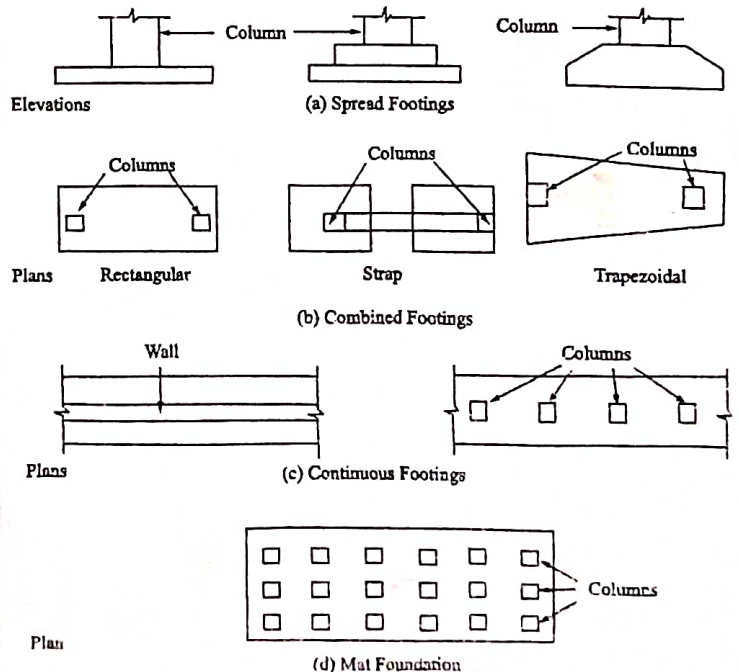 Column
Column
Elevations
(a) Spread Footings
Columns
Columns
Columns
Plans
Rectangular
Strap
Trapezoidal
(b) Combined Footings
Wall
Columns
Plans
(c) Continuous Footings
Columns
Plan
(d) Mat Foundation